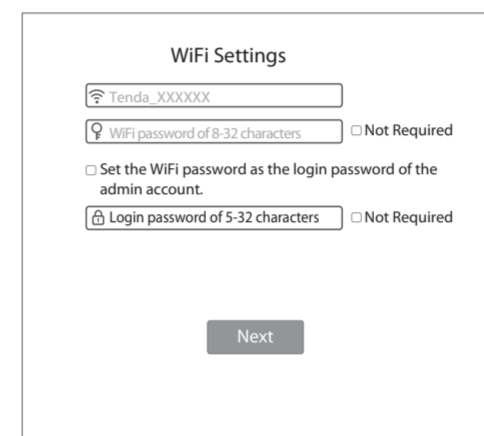 WiFi Settings
Tenda_XXXXXX
WiFi password of 8-32 characters
Not Required
Set the WiFi password as the login password of the
admin account.
Login password of 5-32 characters
Not Required
Next